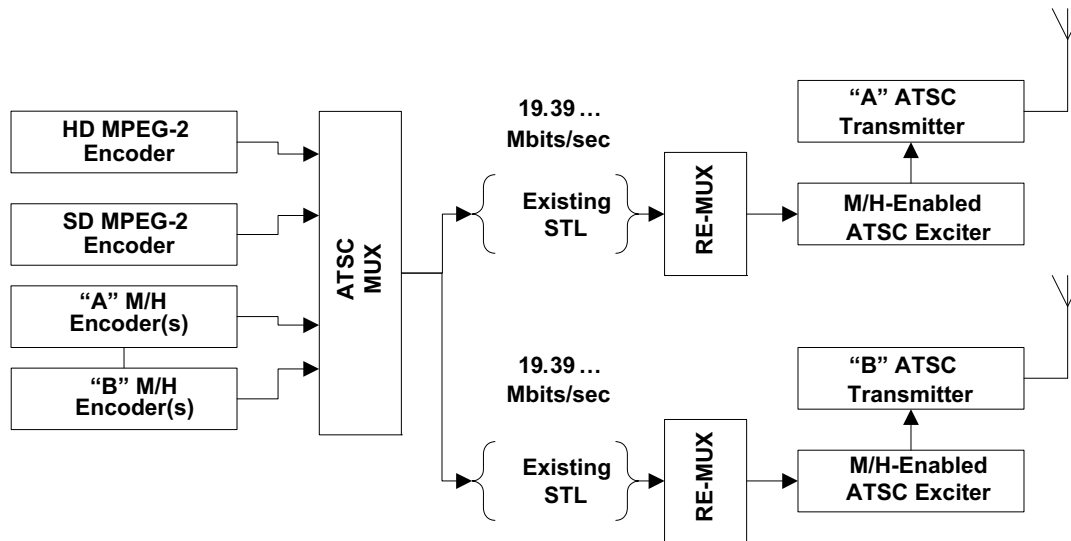 HD MPEG-2
Encoder
SD MPEG-2
Encoder
“A” M/H
Encoder(s)
“B” M/H
Encoder(s)
ATSC
MUX
19.39 ...
Mbits/sec
Existing
STL
RE-MUX
“A” ATSC
Transmitter
M/H-Enabled
ATSC Exciter
19.39 ...
Mbits/sec
Existing
STL
RE-MUX
“B” ATSC
Transmitter
M/H-Enabled
ATSC Exciter